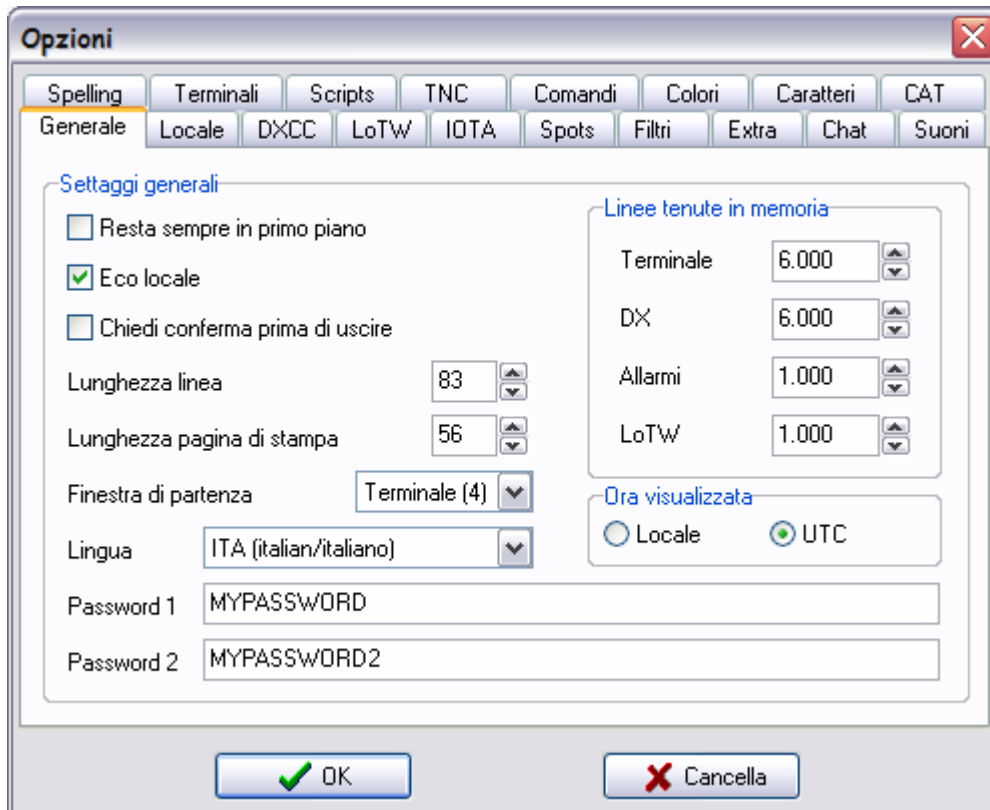 Opzioni
Spelling Terminali Scripts TNC Comandi Colori Caratteri CAT
Generale Locale DXCC LoTW IOTA Spots Filtri Extra Chat Suoni
Settaggi generali
Resta sempre in primo piano
Eco locale
Chiedi conferma prima di uscire
Lunghezza linea 83
Lunghezza pagina di stampa 56
Finestra di partenza Terminale (4)
Lingua ITA (italian/italiano)
Linee tenute in memoria
Terminale 6.000
DX 6.000
Allarmi 1.000
LoTW 1.000
Ora visualizzata
Locale UTC
Password 1 MYPASSWORD
Password 2 MYPASSWORD2
OK Cancella